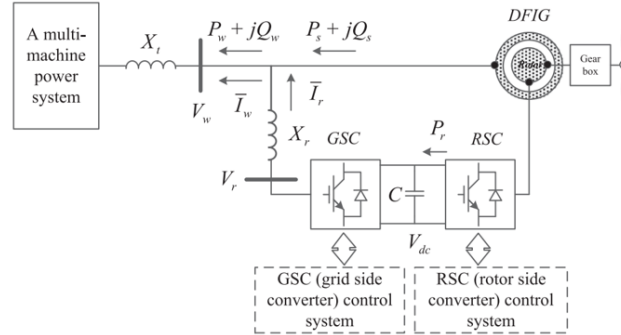 A multi-
machine
power
system
X_t
V_w
P_w + jQ_w
P_s + jQ_s
Ī_w
Ī_r
DFIG
Gear
box
X_r
GSC
P_r
RSC
V_r
C
V_dc
GSC (grid side
converter) control
system
RSC (rotor side
converter) control
system